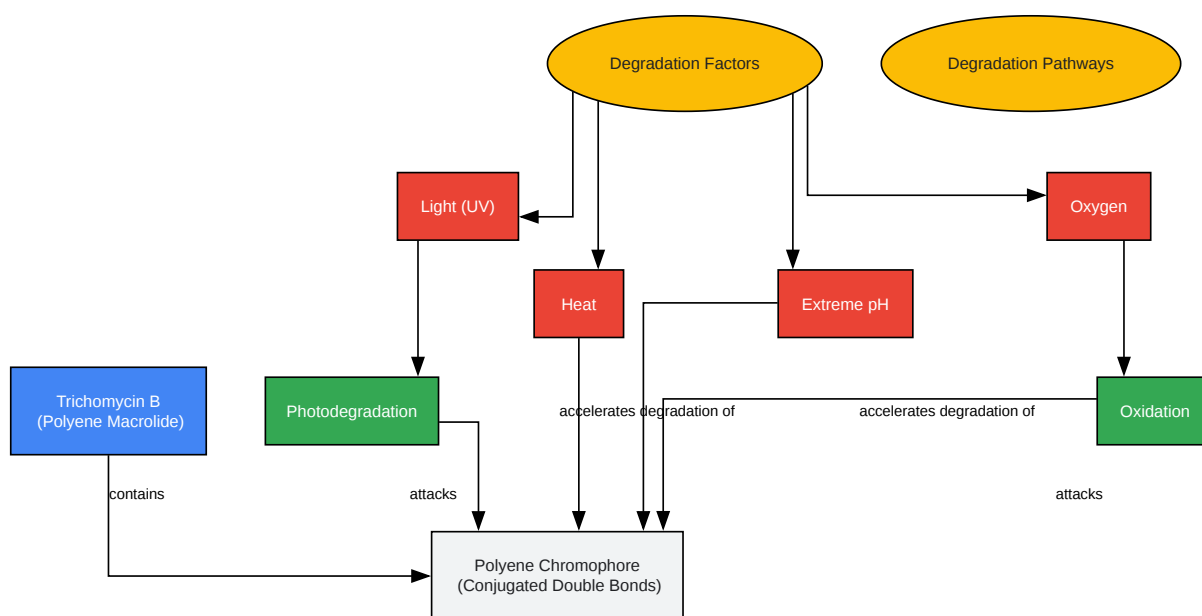 Degradation Factors
Degradation Pathways
Light (UV)
Oxygen
Heat
Extreme pH
Trichomycin B
(Polyene Macrolide)
Photodegradation
accelerates degradation of
accelerates degradation of
Oxidation
contains
attacks
attacks
Polyene Chromophore
(Conjugated Double Bonds)